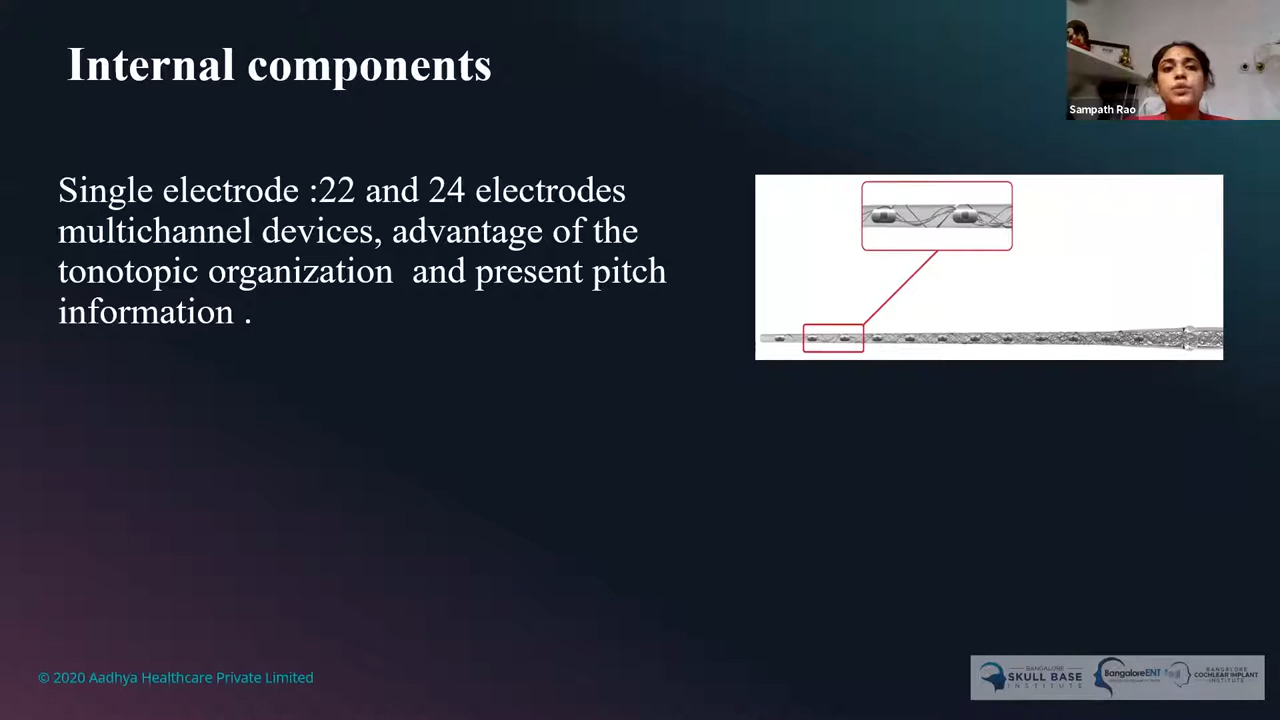 Internal components
Sampath Rao
Single electrode :22 and 24 electrodes
multichannel devices, advantage of the
tonotopic organization  and present pitch
information .
© 2020 Aadhya Healthcare Private Limited
BANGALORE
SKULL BASE
INSTITUTE
BangaloreENT
BANGALORE
COCHLEAR IMPLANT
INSTITUTE